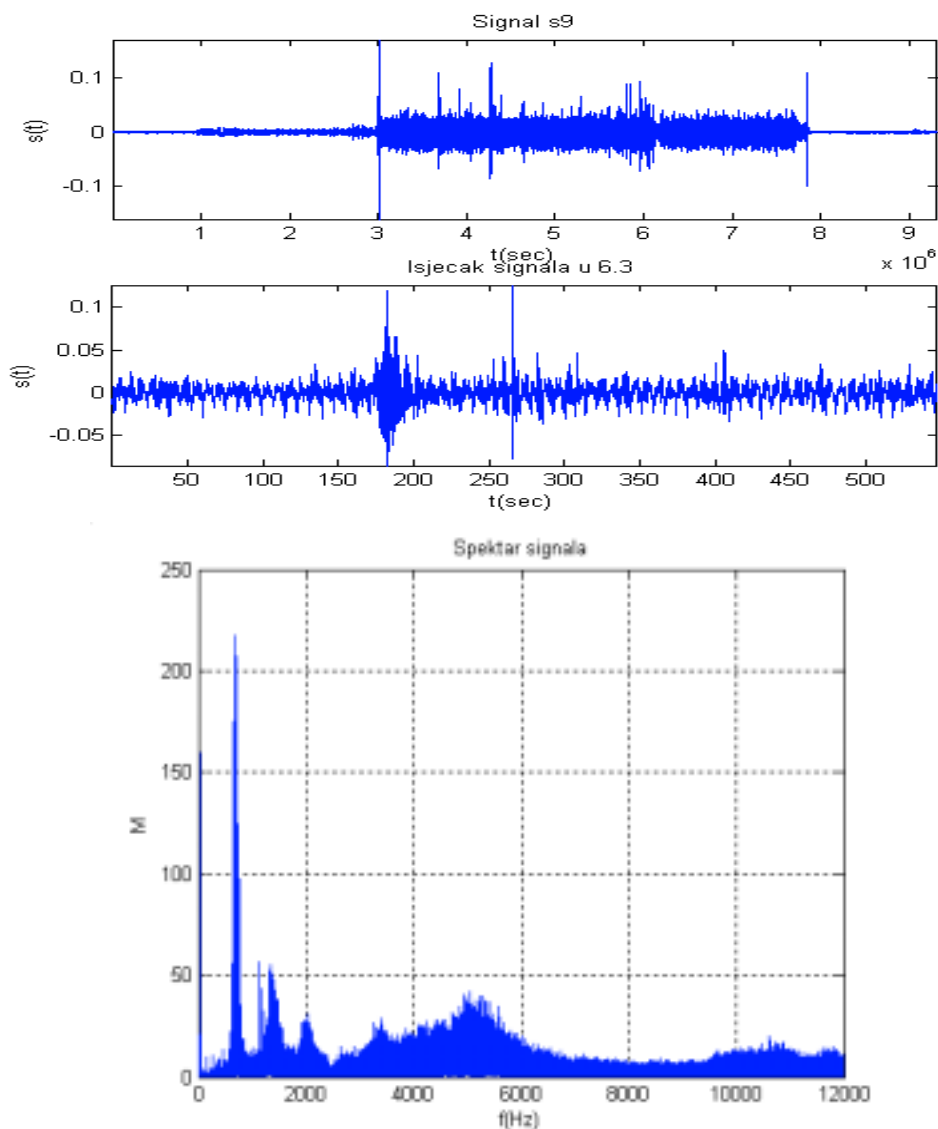 Signal s9
0.1
0
-0.1
s(t)
1 2 3 4 5 6 7 8 9
t(sec)
x 10^6
Isjecak signala u 6.3
0.1
0.05
0
-0.05
s(t)
50 100 150 200 250 300 350 400 450 500
t(sec)
Spektar signala
250
200
150
100
50
0
M
0 2000 4000 6000 8000 10000 12000
f(Hz)